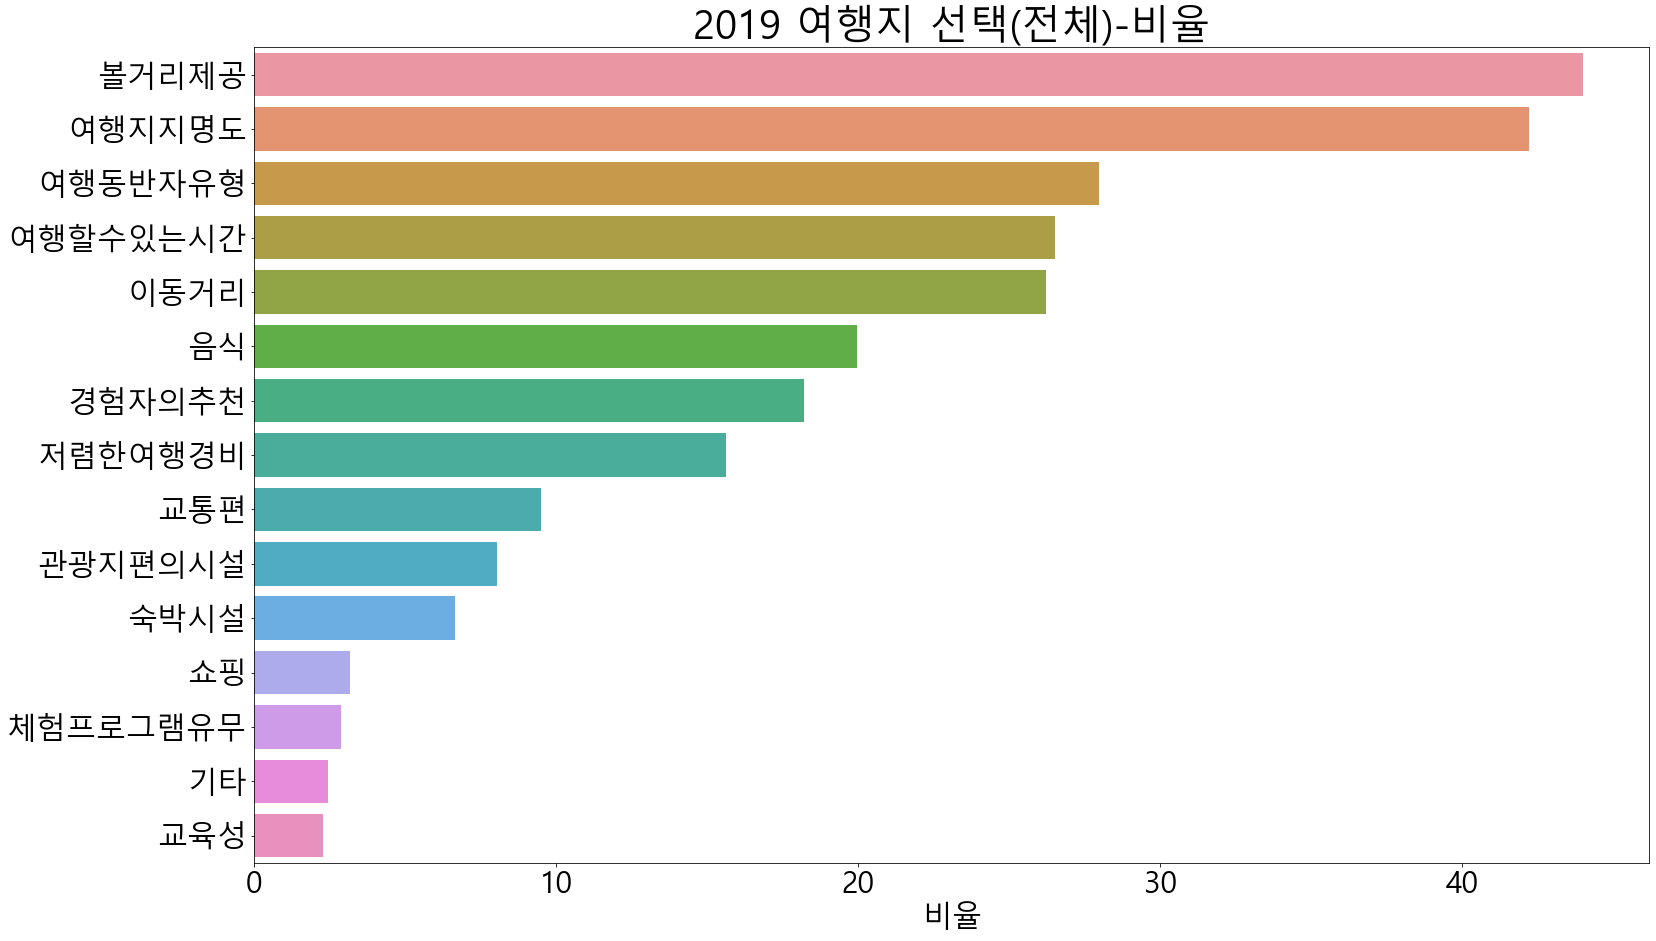 2019 여행지 선택(전체)-비율
볼거리제공
여행지지명도
여행동반자유형
여행할수있는시간
이동거리
음식
경험자의추천
저렴한여행경비
교통편
관광지편의시설
숙박시설
쇼핑
체험프로그램유무
기타
교육성
0 10 20 30 40
비율